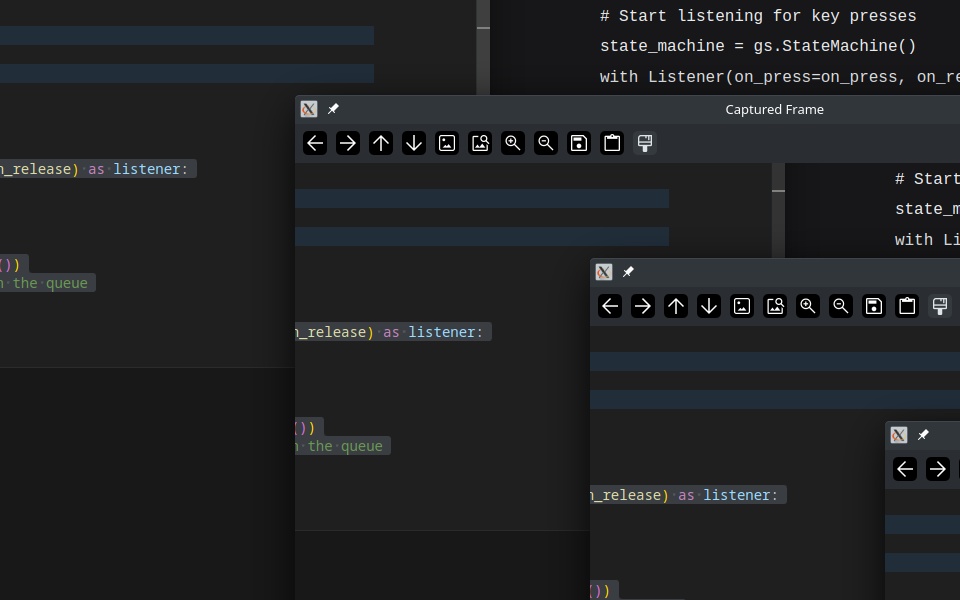 # Start listening for key presses
state_machine = gs.StateMachine()
with Listener(on_press=on_press, on_re
Captured Frame
n_release) as listener:
())
n the queue
# Start
state_m
with Li
n_release) as listener:
())
n the queue
n_release) as listener:
())